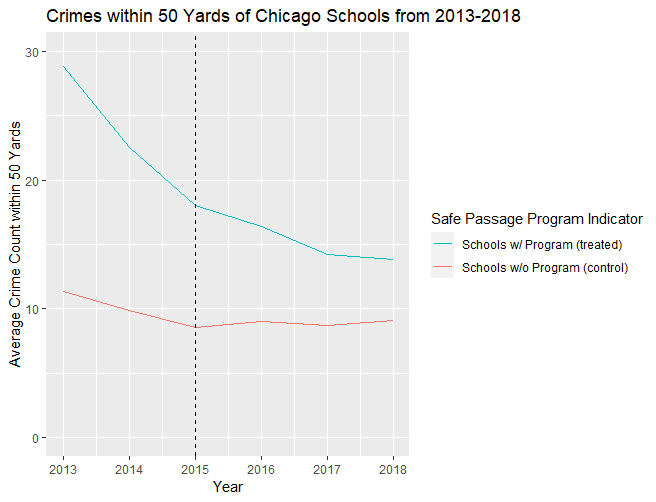 Crimes within 50 Yards of Chicago Schools from 2013-2018
30
20
10
0
Average Crime Count within 50 Yards
2013 2014 2015 2016 2017 2018
Year
Safe Passage Program Indicator
Schools w/ Program (treated)
Schools w/o Program (control)